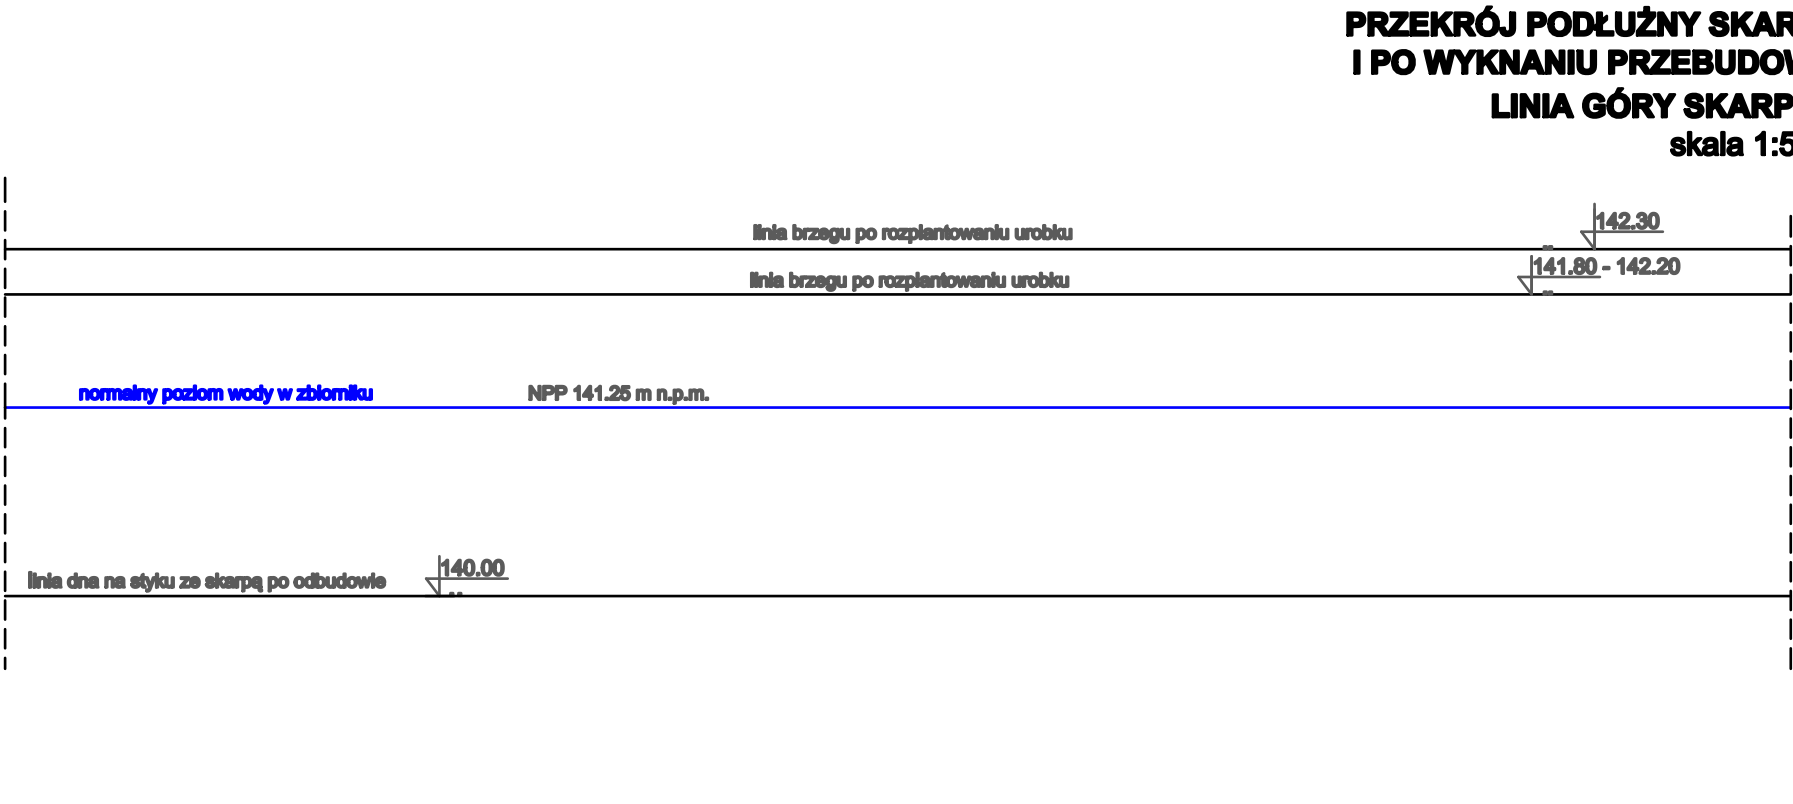 PRZEKRÓJ PODŁUŻNY SKAR
I PO WYKNANIU PRZEBUDOW
LINIA GÓRY SKARP
skala 1:5
142.30
linia brzegu po rozplantowaniu urobku
141.80 - 142.20
linia brzegu po rozplantowaniu urobku
normalny poziom wody w zbiorniku NPP 141.25 m n.p.m.
140.00
linia dna na styku ze skarpą po odbudowie